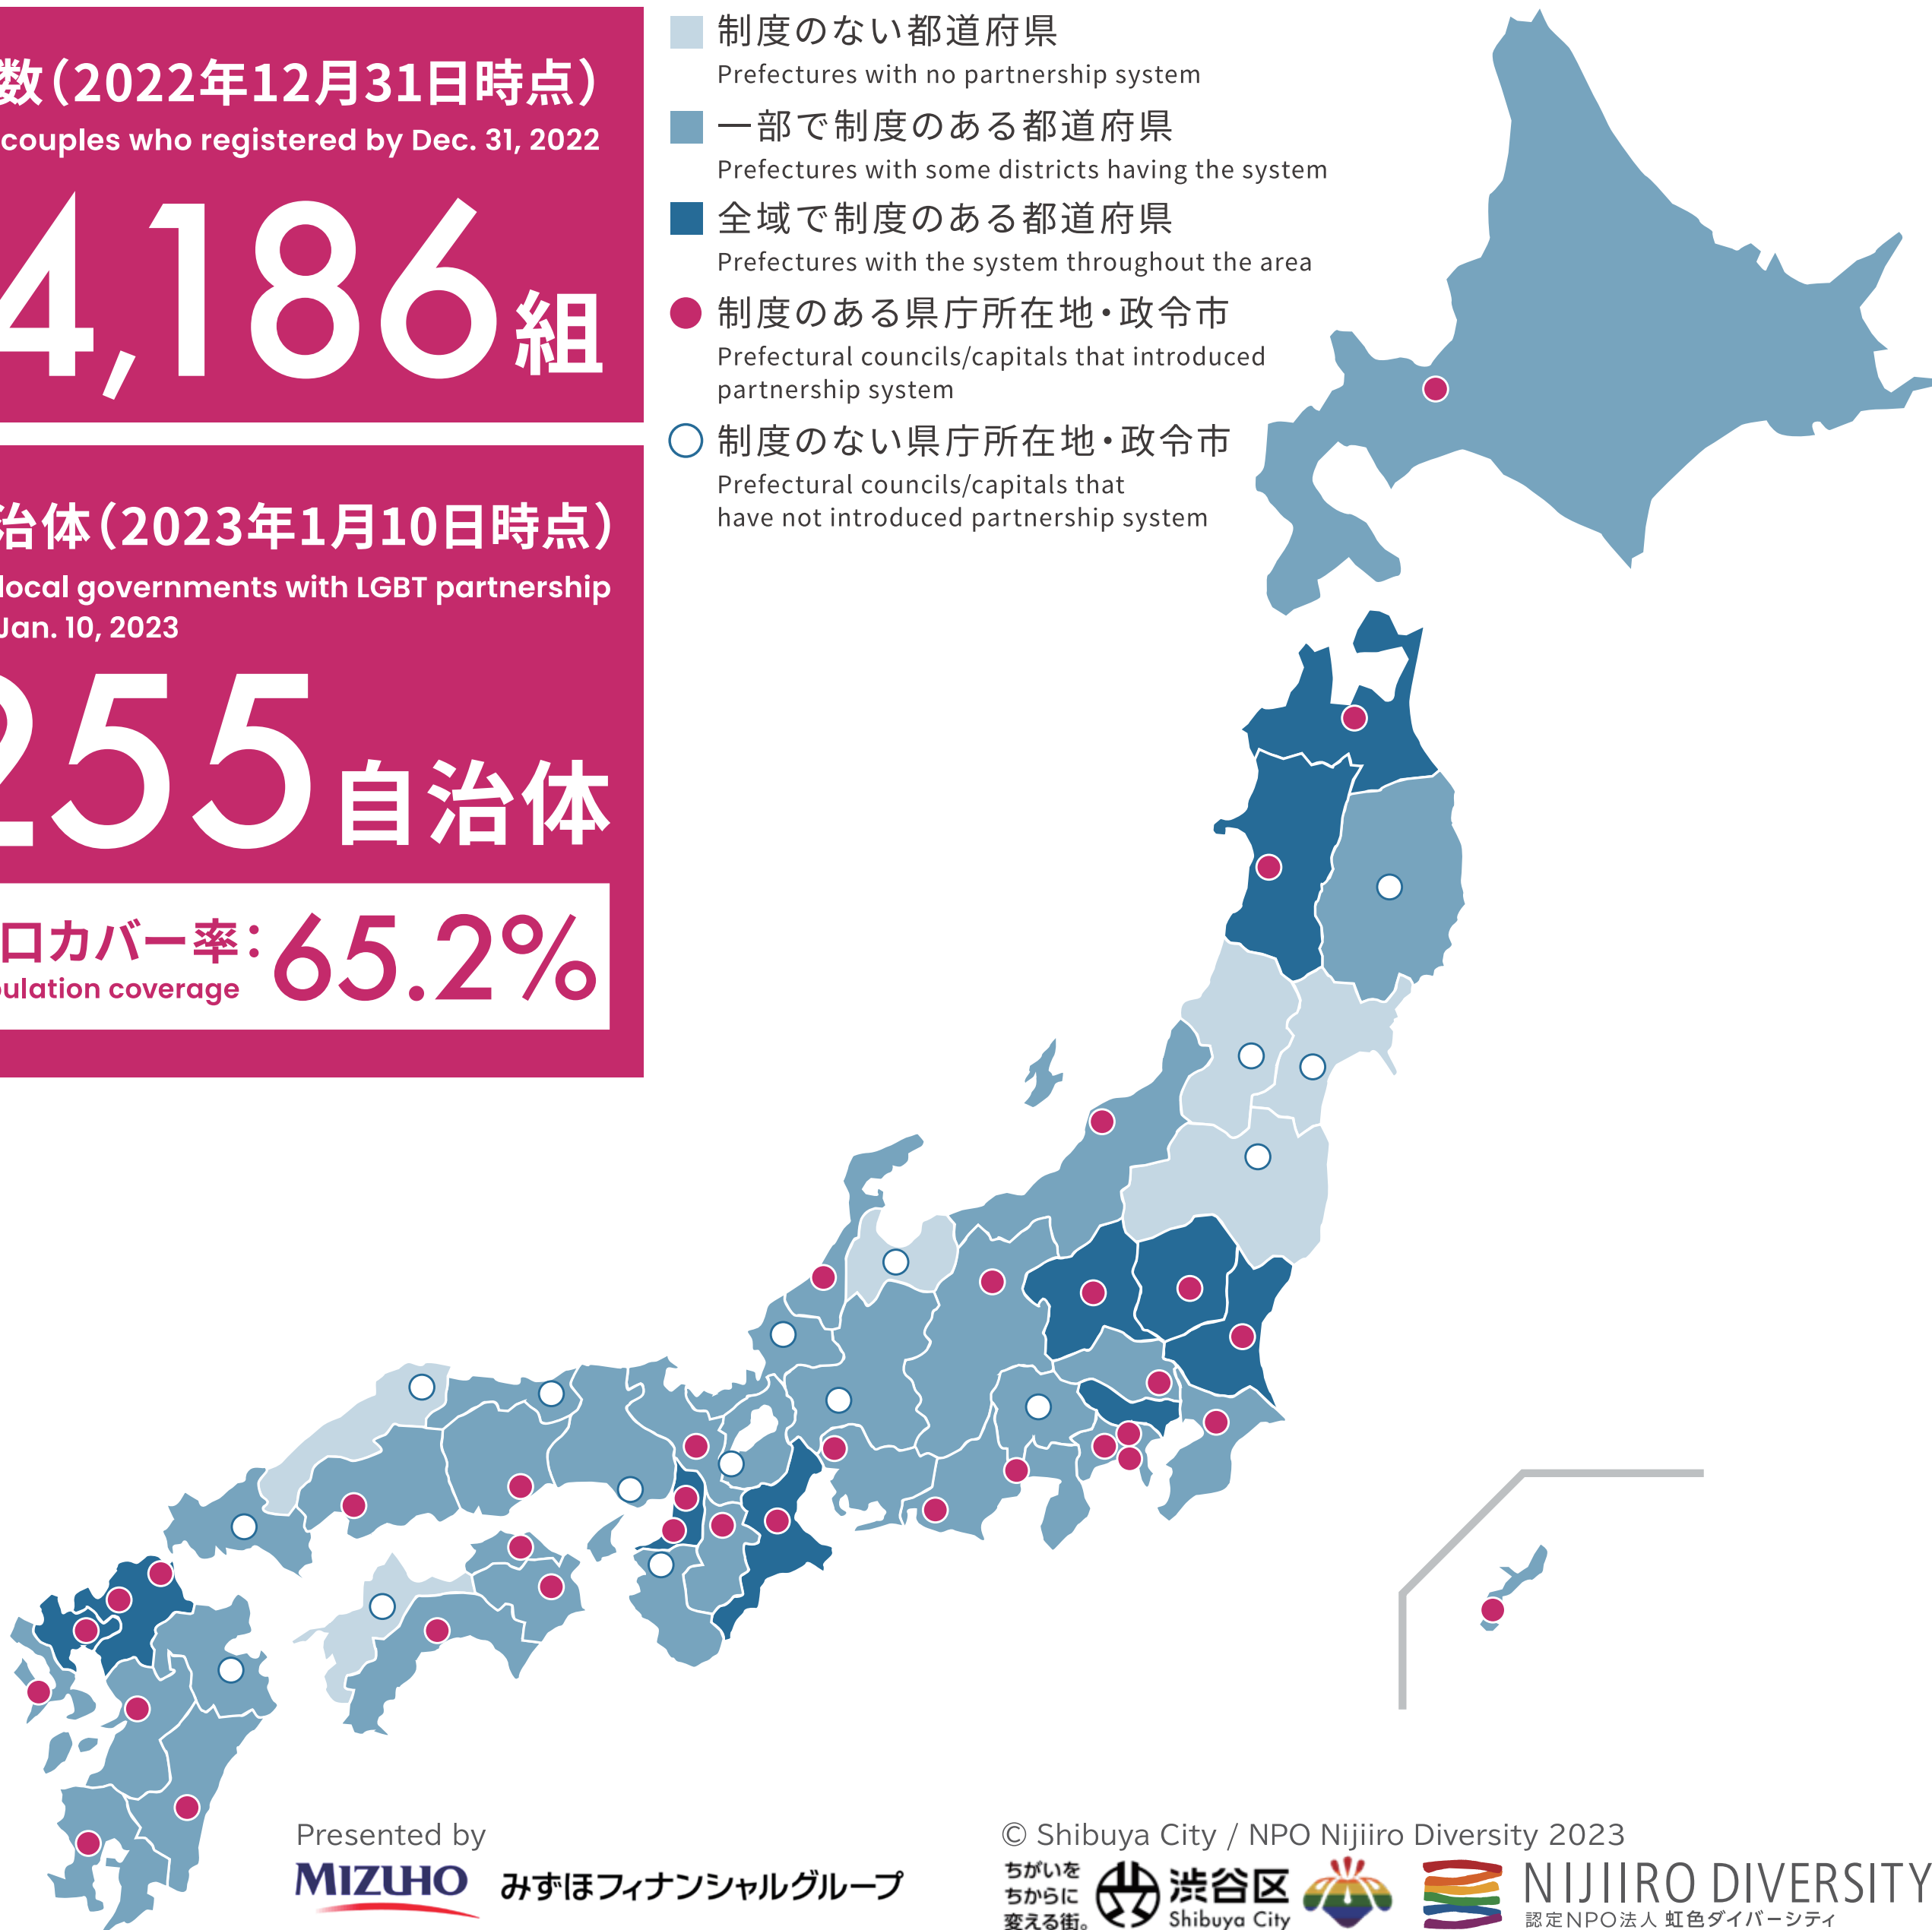 数（2022年12月31日時点）
couples who registered by Dec. 31, 2022
4,186組
治体（2023年1月10日時点）
local governments with LGBT partnership
Jan. 10, 2023
255自治体
口カバー率：65.2%
ulation coverage
制度のない都道府県
Prefectures with no partnership system
一部で制度のある都道府県
Prefectures with some districts having the system
全域で制度のある都道府県
Prefectures with the system throughout the area
制度のある県庁所在地・政令市
Prefectural councils/capitals that introduced
partnership system
制度のない県庁所在地・政令市
Prefectural councils/capitals that
have not introduced partnership system
Presented by
MIZUHO みずほフィナンシャルグループ
© Shibuya City / NPO Nijiiro Diversity 2023
ちがいを
ちからに
変える街。
渋谷区
Shibuya City
NIJIIRO DIVERSITY
認定NPO法人 虹色ダイバーシティ